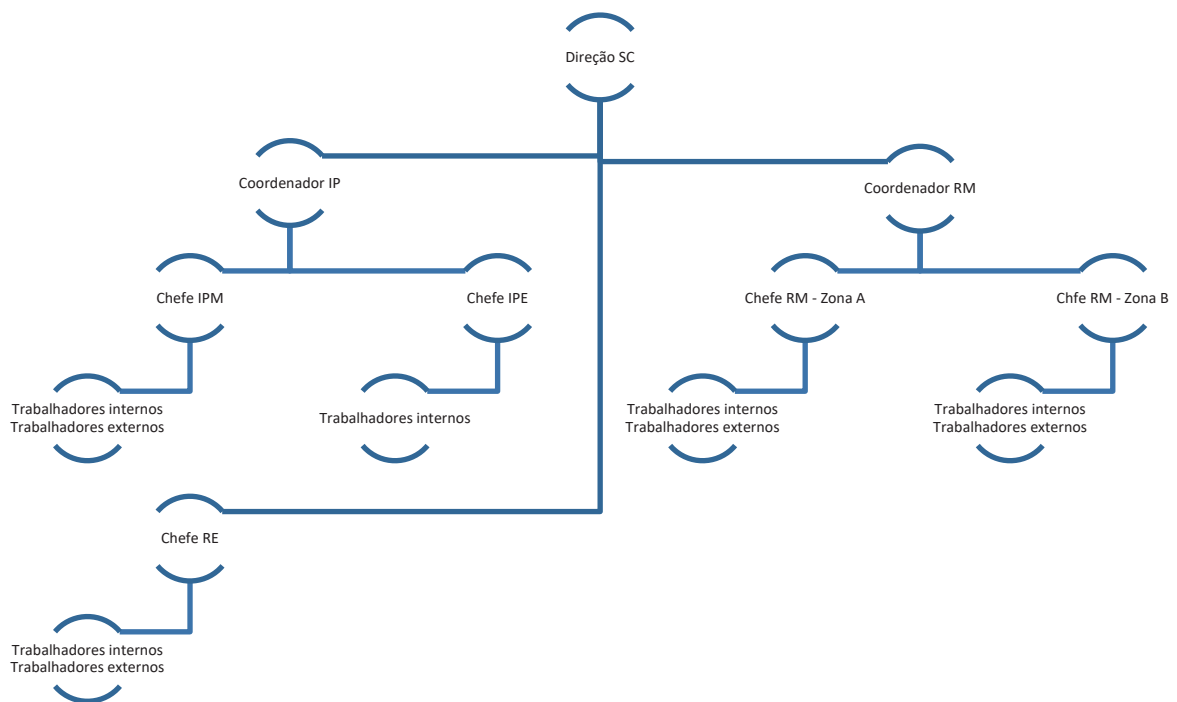 Direção SC
Coordenador IP
Coordenador RM
Chefe IPM
Chefe IPE
Chefe RM - Zona A
Chfe RM - Zona B
Trabalhadores internos
Trabalhadores externos
Trabalhadores internos
Trabalhadores internos
Trabalhadores externos
Trabalhadores internos
Trabalhadores externos
Chefe RE
Trabalhadores internos
Trabalhadores externos